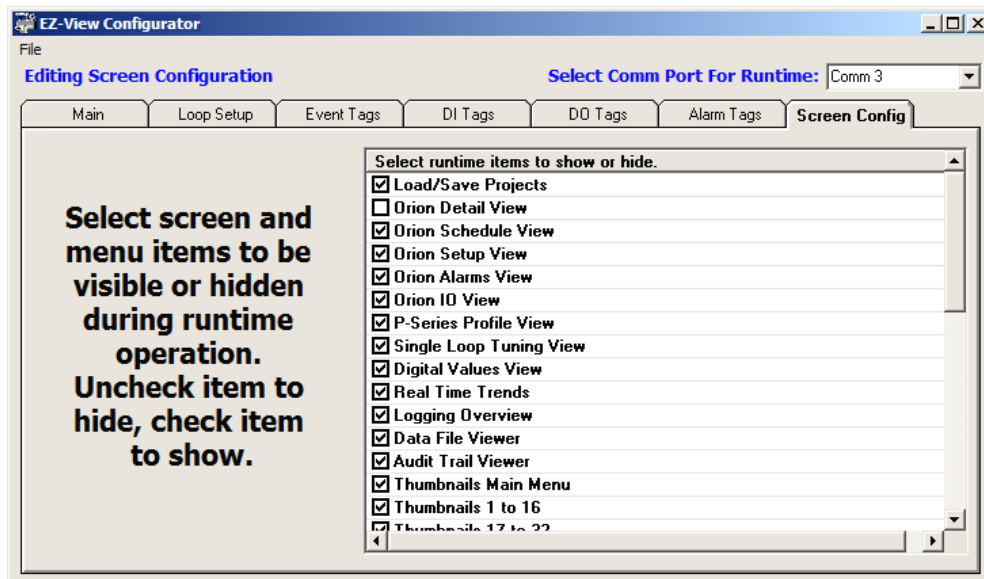 EZ-View Configurator
File
Editing Screen Configuration
Select Comm Port For Runtime: Comm 3
Main Loop Setup Event Tags DI Tags DO Tags Alarm Tags Screen Config
Select screen and
menu items to be
visible or hidden
during runtime
operation.
Uncheck item to
hide, check item
to show.
Select runtime items to show or hide.
Load/Save Projects
Orion Detail View
Orion Schedule View
Orion Setup View
Orion Alarms View
Orion IO View
P-Series Profile View
Single Loop Tuning View
Digital Values View
Real Time Trends
Logging Overview
Data File Viewer
Audit Trail Viewer
Thumbnails Main Menu
Thumbnails 1 to 16
Thumbnails 17 to 32